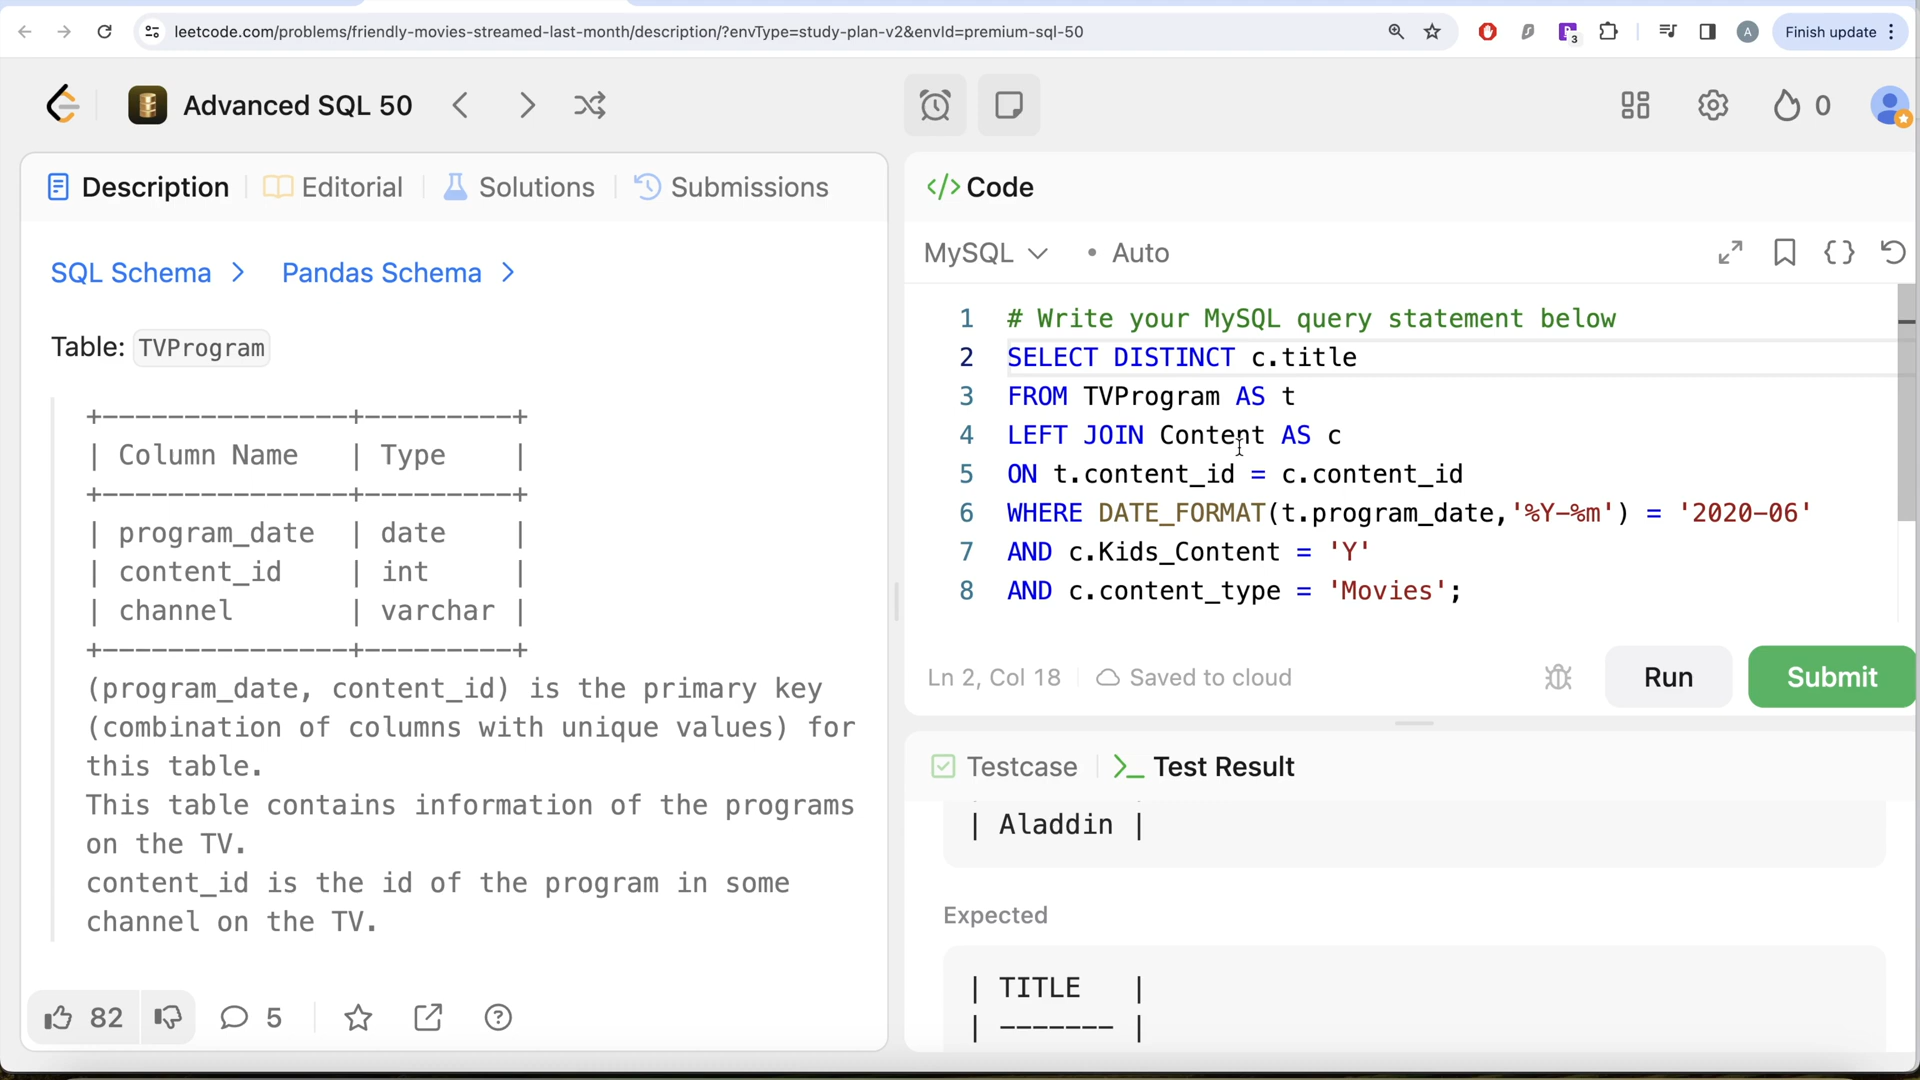 leetcode.com/problems/friendly-movies-streamed-last-month/description/?envType=study-plan-v2&envId=premium-sql-50
3
A
Finish update
Advanced SQL 50
0
Description
Editorial
Solutions
Submissions
SQL Schema
Pandas Schema
Table: TVProgram
+---------------+---------+
| Column Name   | Type    |
+---------------+---------+
| program_date  | date    |
| content_id    | int     |
| channel       | varchar |
+---------------+---------+
(program_date, content_id) is the primary key
(combination of columns with unique values) for
this table.
This table contains information of the programs
on the TV.
content_id is the id of the program in some
channel on the TV.
82
5
</> Code
MySQL
• Auto
1 # Write your MySQL query statement below
2 SELECT DISTINCT c.title
3 FROM TVProgram AS t
4 LEFT JOIN Content AS c
5 ON t.content_id = c.content_id
6 WHERE DATE_FORMAT(t.program_date,'%Y-%m') = '2020-06'
7 AND c.Kids_Content = 'Y'
8 AND c.content_type = 'Movies';
Ln 2, Col 18
Saved to cloud
Run
Submit
Testcase
Test Result
| Aladdin |
Expected
| TITLE   |
| ------- |